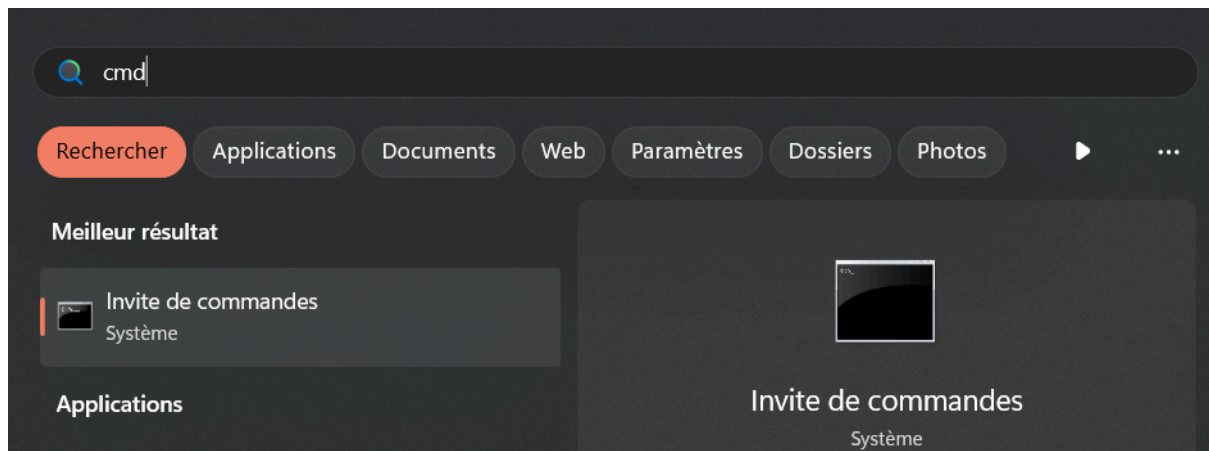 cmd
Rechercher Applications Documents Web Paramètres Dossiers Photos ...
Meilleur résultat
Invite de commandes
Système
Applications
Invite de commandes
Système